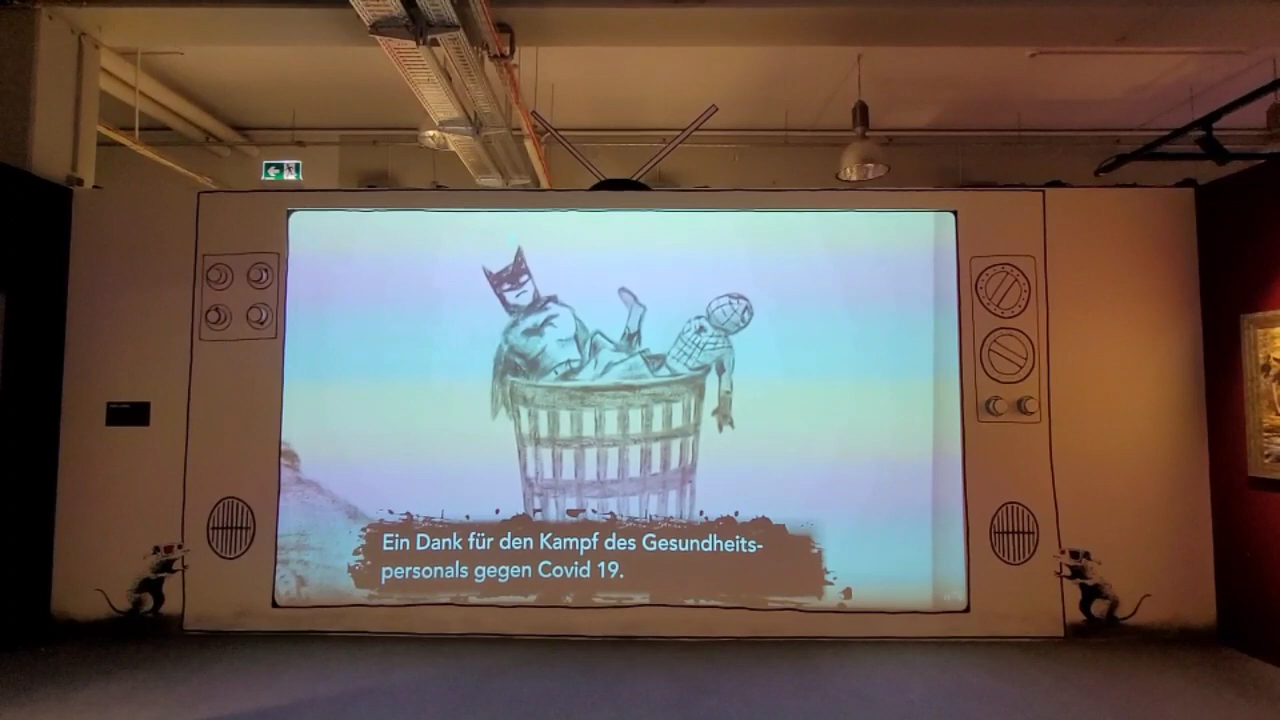 Ein Dank für den Kampf des Gesundheits-
personals gegen Covid 19.